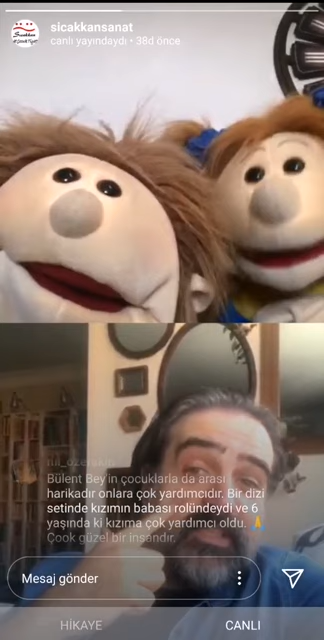 sicakkansanat
canlı yayındaydı • 38d önce
Bülent Bey'in çocuklarla da arası
harikadır onlara çok yardımcıdır. Bir dizi
setinde kızımın babası rolündeydi ve 6
yaşında ki kızıma çok yardımcı oldu.
Çook güzel bir insandır.
Mesaj gönder
HİKAYE
CANLI